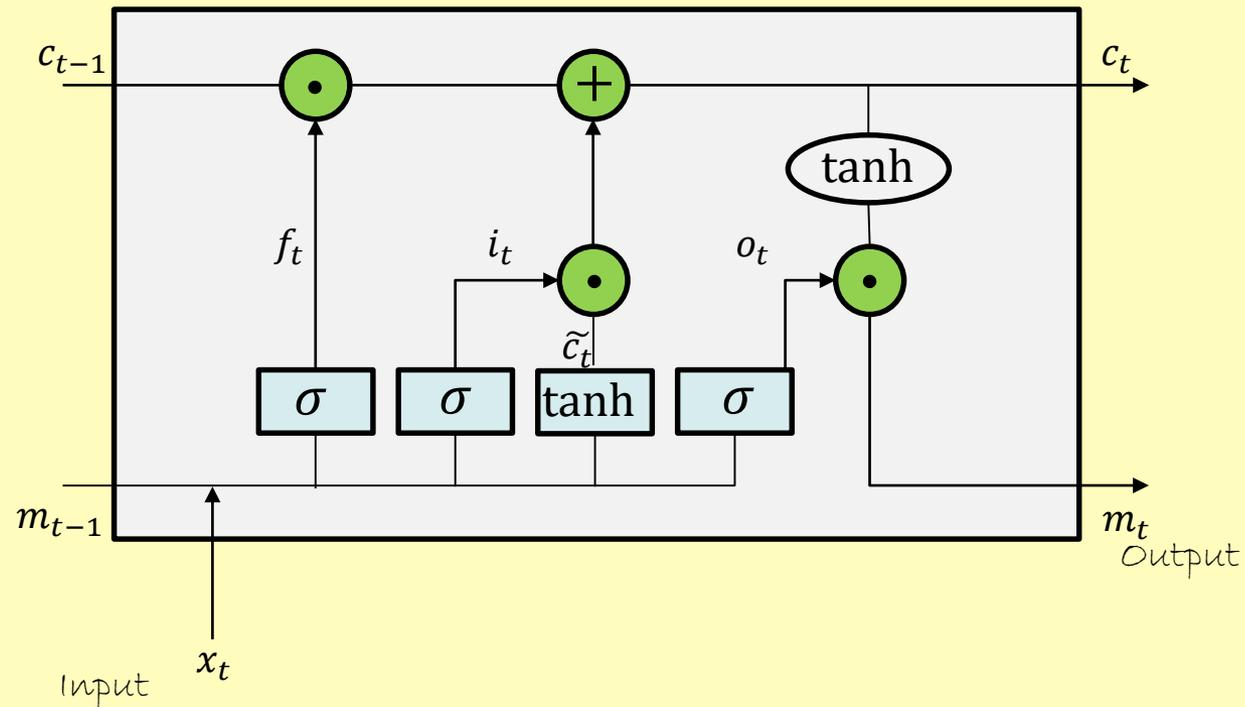 c_{t-1}
⊙
+
c_t
tanh
f_t
i_t
⊙
o_t
⊙
c̃_t
σ
σ
tanh
σ
m_{t-1}
m_t
Output
x_t
Input